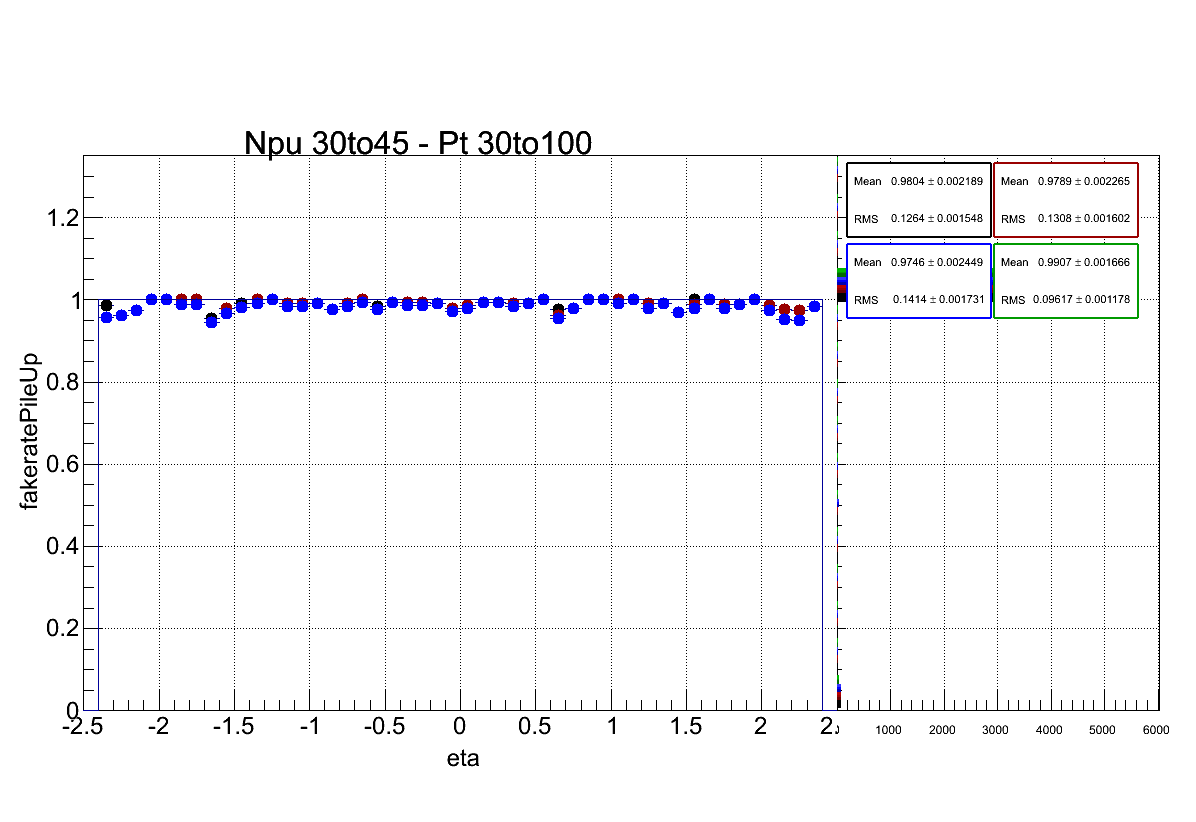 Npu 30to45 - Pt 30to100
Mean 0.9804 ± 0.002189
RMS 0.1264 ± 0.001548
Mean 0.9789 ± 0.002265
RMS 0.1308 ± 0.001602
Mean 0.9746 ± 0.002449
RMS 0.1414 ± 0.001731
Mean 0.9907 ± 0.001666
RMS 0.09617 ± 0.001178
fakeratePileUp
1.2
1
0.8
0.6
0.4
0.2
0
-2.5 -2 -1.5 -1 -0.5 0 0.5 1 1.5 2
1000 2000 3000 4000 5000 6000
eta